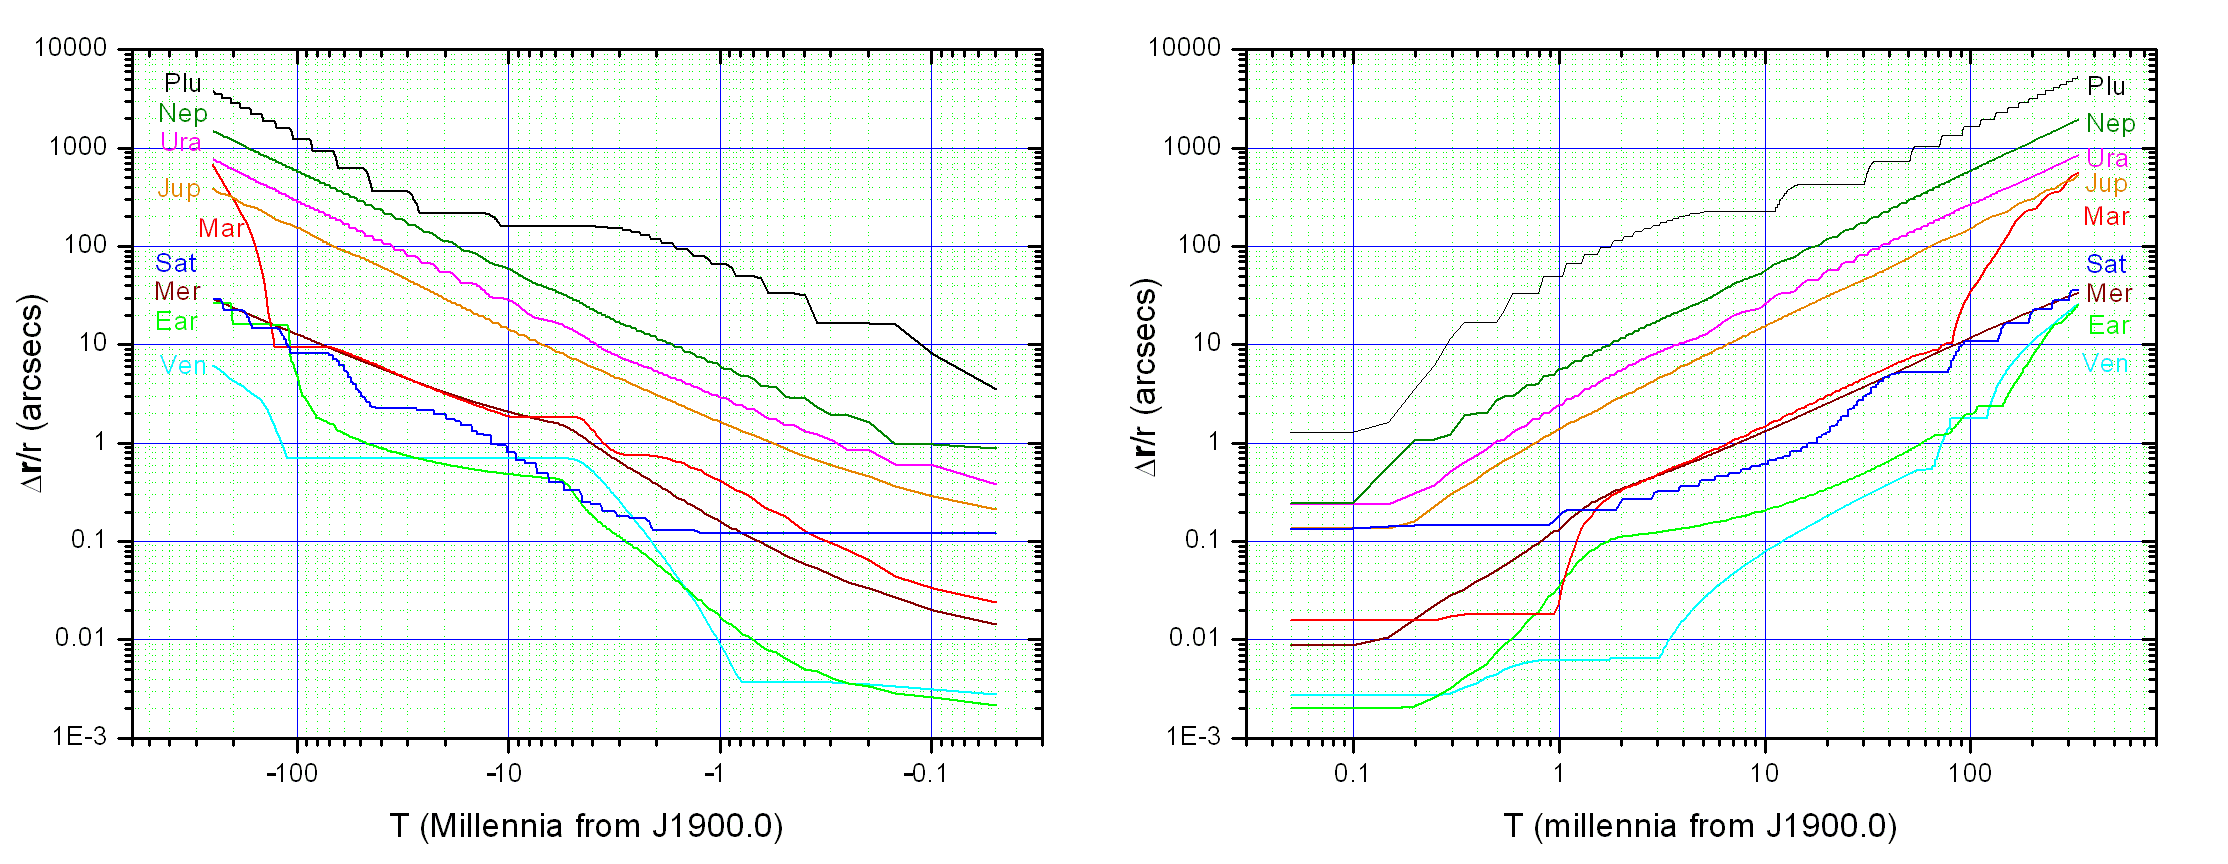 10000
1000
100
10
1
0.1
0.01
1E-3
Δr/r (arcsecs)
Plu
Nep
Ura
Jup
Mar
Sat
Mer
Ear
Ven
-100
-10
-1
-0.1
T (Millennia from J1900.0)
10000
1000
100
10
1
0.1
0.01
1E-3
Δr/r (arcsecs)
Plu
Nep
Ura
Jup
Mar
Sat
Mer
Ear
Ven
0.1
1
10
100
T (millennia from J1900.0)